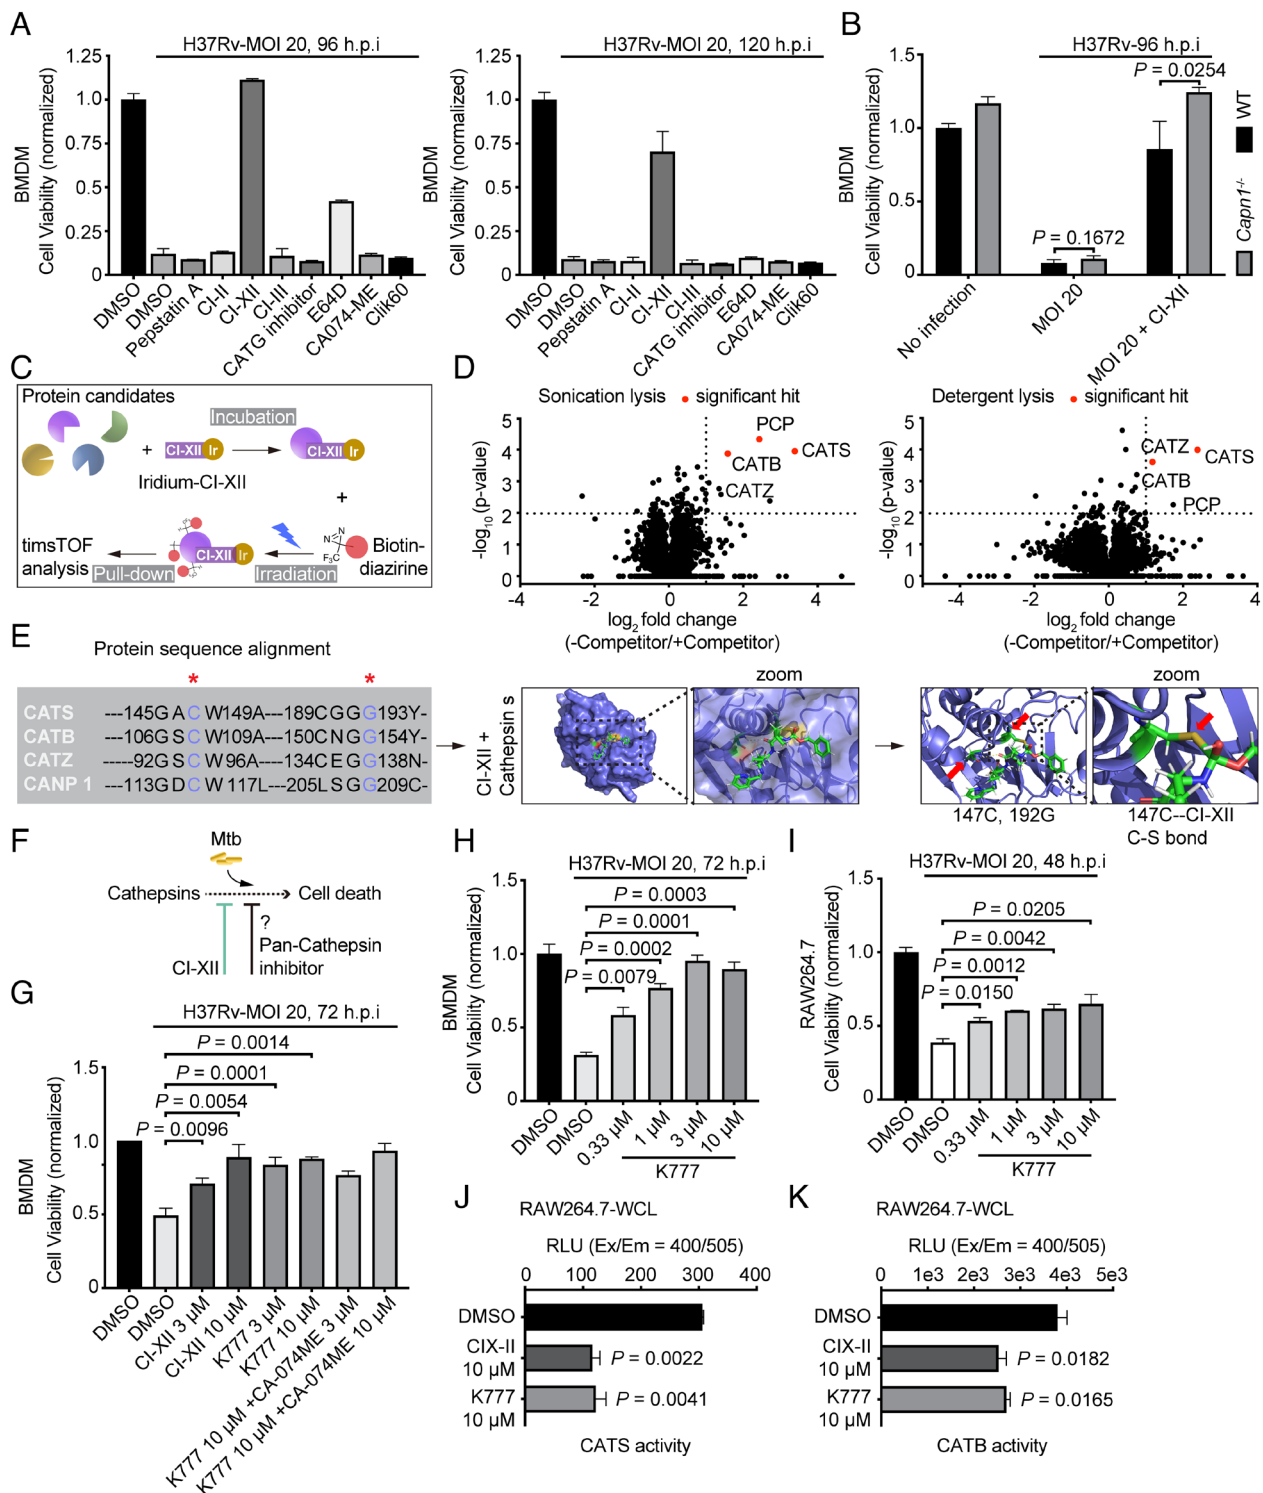 A
H37Rv-MOI 20, 96 h.p.i
BMDM
Cell Viability (normalized)
1.25
1.0
0.75
0.5
0.25
0
DMSO
DMSO
Pepstatin A
CI-II
CI-XII
CI-III
CATG inhibitor
E64D
CA074-ME
Clik60
H37Rv-MOI 20, 120 h.p.i
BMDM
Cell Viability (normalized)
1.25
1.0
0.75
0.5
0.25
0
DMSO
DMSO
Pepstatin A
CI-II
CI-XII
CI-III
CATG inhibitor
E64D
CA074-ME
Clik60
B
H37Rv-96 h.p.i
P = 0.0254
P = 0.1672
BMDM
Cell Viability (normalized)
1.5
1.0
0.5
0
No infection
MOI 20
MOI 20 + CI-XII
WT
Capn1-/-
C
Protein candidates
Incubation
+
CI-XII Ir
CI-XII Ir
Iridium-CI-XII
+
timsTOF
analysis
Pull-down
CI-XII Ir
Irradiation
N
N
F3C
Biotin-
diazirine
D
Sonication lysis
significant hit
PCP
CATS
CATB
CATZ
-log10 (p-value)
5
4
3
2
1
0
-4 -2 0 2 4
log2 fold change
(-Competitor/+Competitor)
Detergent lysis
significant hit
CATZ
CATS
CATB
PCP
-log10 (p-value)
5
4
3
2
1
0
-4 -2 0 2 4
log2 fold change
(-Competitor/+Competitor)
E
Protein sequence alignment
* *
CATS ---145G A C W149A---189C G G G193Y-
CATB ---106G S C W109A---150C N G G154Y-
CATZ -----92G S C W 96A---134C E G G138N-
CANP 1 ---113G D C W 117L---205L S G G209C-
CI-XII +
Cathepsin s
zoom
zoom
147C, 192G
147C--CI-XII
C-S bond
F
Mtb
Cathepsins
Cell death
?
CI-XII
Pan-Cathepsin
inhibitor
G
H37Rv-MOI 20, 72 h.p.i
P = 0.0014
P = 0.0001
P = 0.0054
P = 0.0096
BMDM
Cell Viability (normalized)
1.5
1.0
0.5
0
DMSO
DMSO
CI-XII 3 µM
CI-XII 10 µM
K777 3 µM
K777 10 µM
K777 10 µM +CA-074ME 3 µM
K777 10 µM +CA-074ME 10 µM
H
H37Rv-MOI 20, 72 h.p.i
P = 0.0003
P = 0.0001
P = 0.0002
P = 0.0079
BMDM
Cell Viability (normalized)
1.5
1.0
0.5
0
DMSO
DMSO
0.33 µM
1 µM
3 µM
10 µM
K777
I
H37Rv-MOI 20, 48 h.p.i
P = 0.0205
P = 0.0042
P = 0.0012
P = 0.0150
RAW264.7
Cell Viability (normalized)
1.5
1.0
0.5
0
DMSO
DMSO
0.33 µM
1 µM
3 µM
10 µM
K777
J
RAW264.7-WCL
RLU (Ex/Em = 400/505)
0 100 200 300 400
DMSO
CIX-II
10 µM
P = 0.0022
K777
10 µM
P = 0.0041
CATS activity
K
RAW264.7-WCL
RLU (Ex/Em = 400/505)
0 1e3 2e3 3e3 4e3 5e3
DMSO
CIX-II
10 µM
P = 0.0182
K777
10 µM
P = 0.0165
CATB activity